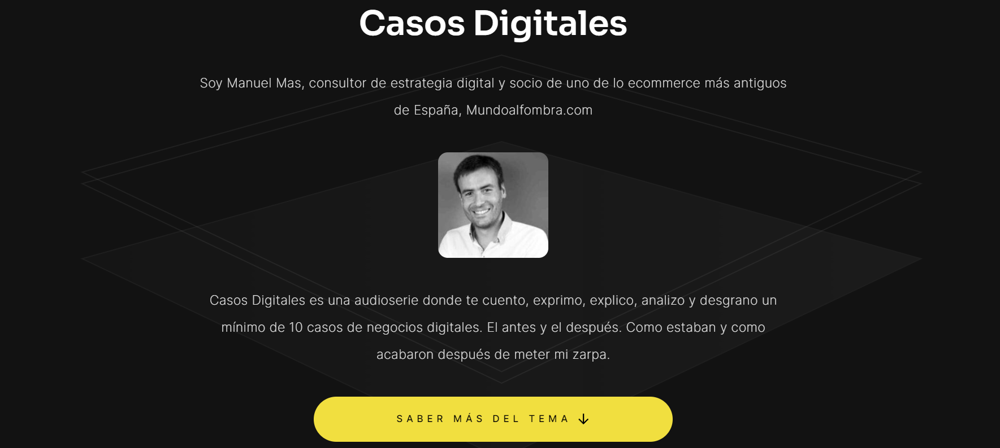 Casos Digitales
Soy Manuel Mas, consultor de estrategia digital y socio de uno de lo ecommerce más antiguos
de España, Mundoalfombra.com
Casos Digitales es una audioserie donde te cuento, exprimo, explico, analizo y desgrano un
mínimo de 10 casos de negocios digitales. El antes y el después. Como estaban y como
acabaron después de meter mi zarpa.
SABER MÁS DEL TEMA